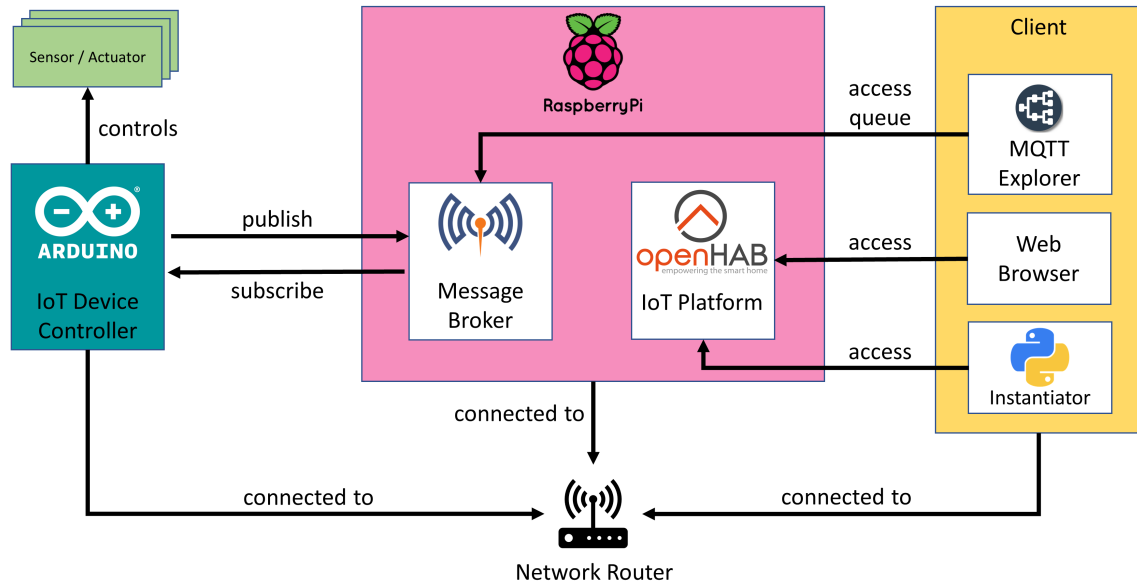 Sensor / Actuator
controls
ARDUINO
®
IoT Device
Controller
publish
subscribe
RaspberryPi
Message
Broker
openHAB
empowering the smart home
IoT Platform
Client
access
queue
MQTT
Explorer
access
Web
Browser
access
Instantiator
connected to
connected to
connected to
Network Router